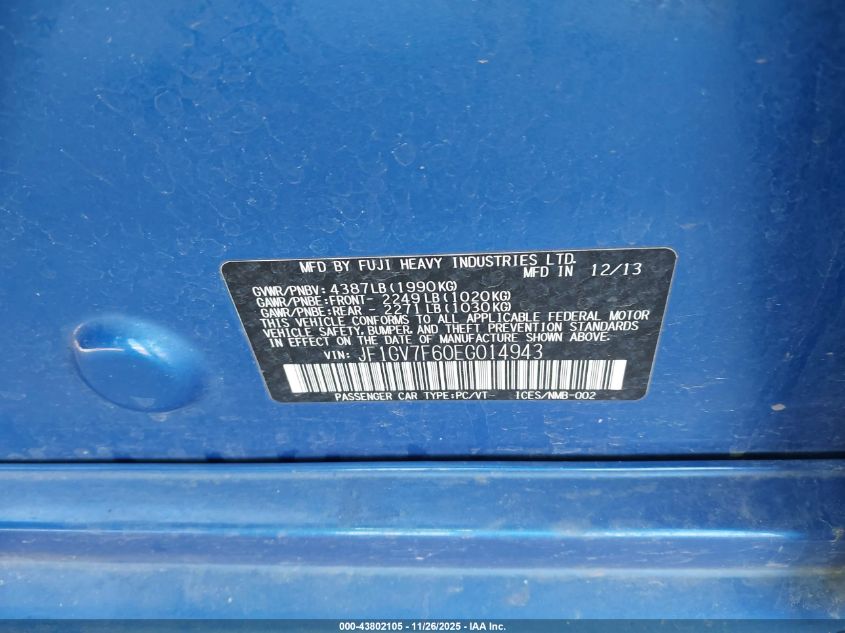 MFD BY FUJI HEAVY INDUSTRIES LTD.
MFD IN 12/13
GVWR/PNBV: 4387LB(1990KG)
GAWR/PNBE:FRONT- 2249LB(1020KG)
GAWR/PNBE:REAR - 2271LB(1030KG)
THIS VEHICLE CONFORMS TO ALL APPLICABLE FEDERAL MOTOR
VEHICLE SAFETY, BUMPER, AND THEFT PREVENTION STANDARDS
IN EFFECT ON THE DATE OF MANUFACTURE SHOWN ABOVE.
VIN: JF1GV7F60EG014943
PASSENGER CAR TYPE:PC/VT- ICES/NMB-002
000-43802105 - 11/26/2025 - IAA Inc.